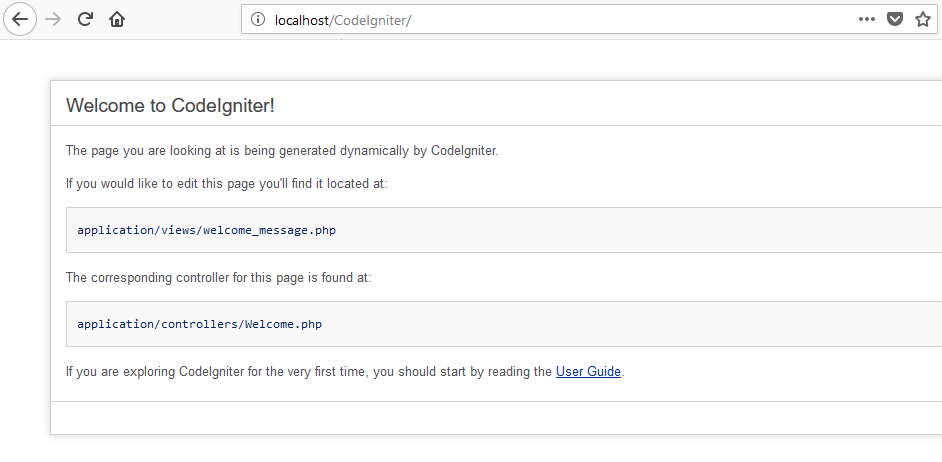 localhost/CodeIgniter/
Welcome to CodeIgniter!
The page you are looking at is being generated dynamically by CodeIgniter.
If you would like to edit this page you'll find it located at:
application/views/welcome_message.php
The corresponding controller for this page is found at:
application/controllers/Welcome.php
If you are exploring CodeIgniter for the very first time, you should start by reading the User Guide.